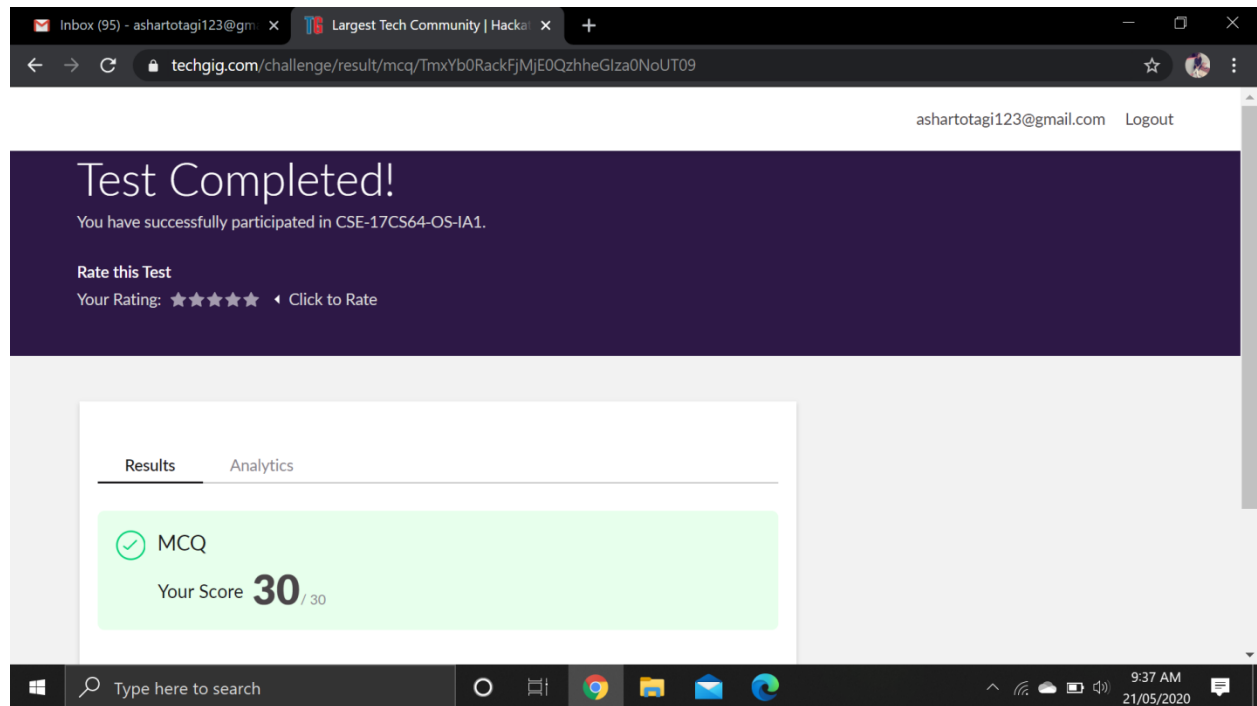 Inbox (95) - ashartotagi123@gm
Largest Tech Community | Hacka
techgig.com/challenge/result/mcq/TmxYb0RackFjMjE0QzhheGIza0NoUT09
ashartotagi123@gmail.com Logout
Test Completed!
You have successfully participated in CSE-17CS64-OS-IA1.
Rate this Test
Your Rating: Click to Rate
Results Analytics
MCQ
Your Score 30 / 30
Type here to search
9:37 AM
21/05/2020